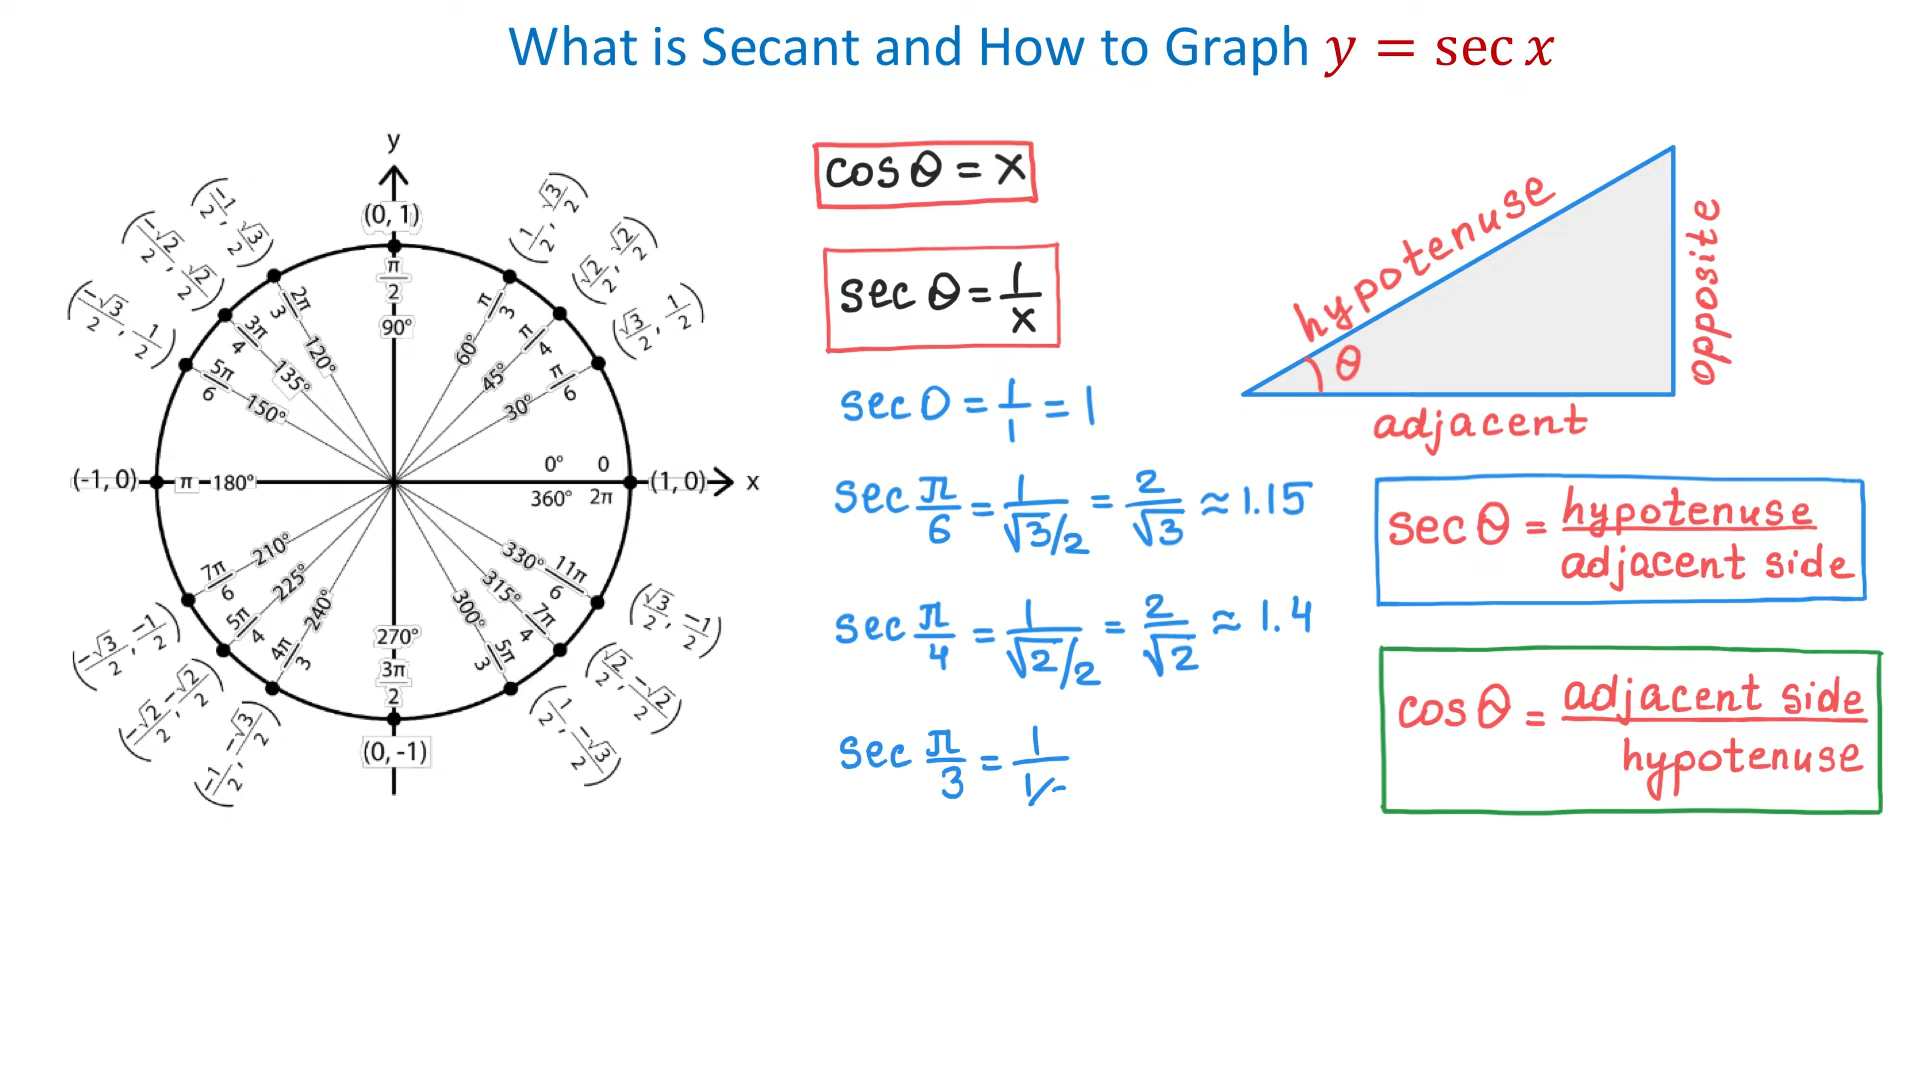 What is Secant and How to Graph y = sec x
y
(0, 1)
(1/2, √3/2)
(√2/2, √2/2)
(√3/2, 1/2)
(-1/2, √3/2)
(-√2/2, √2/2)
(-√3/2, 1/2)
π/2
90°
π/3
60°
π/4
45°
π/6
30°
2π/3
120°
3π/4
135°
5π/6
150°
(-1, 0)
π
180°
0° 0
360° 2π
(1, 0)
x
7π/6
210°
5π/4
225°
4π/3
240°
270°
3π/2
300°
5π/3
315°
7π/4
330°
11π/6
(-√3/2, -1/2)
(-√2/2, -√2/2)
(-1/2, -√3/2)
(0, -1)
(1/2, -√3/2)
(√2/2, -√2/2)
(√3/2, -1/2)
cos θ = x
sec θ = 1/x
sec 0 = 1/1 = 1
sec π/6 = 1/(√3/2) = 2/√3 ≈ 1.15
sec π/4 = 1/(√2/2) = 2/√2 ≈ 1.4
sec π/3 = 1/1/
hypotenuse
opposite
θ
adjacent
sec θ = hypotenuse/adjacent side
cos θ = adjacent side/hypotenuse